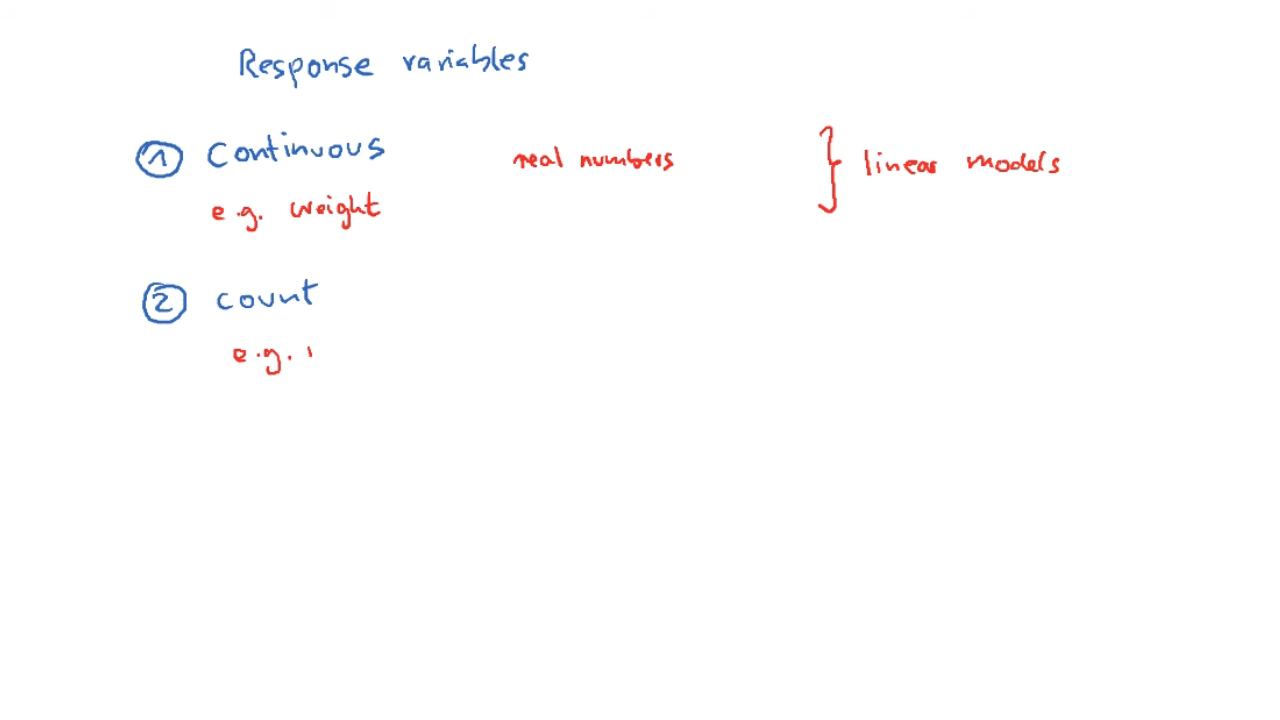 Response variables
① Continuous real numbers } linear models
e.g. weight
② count
e.g.